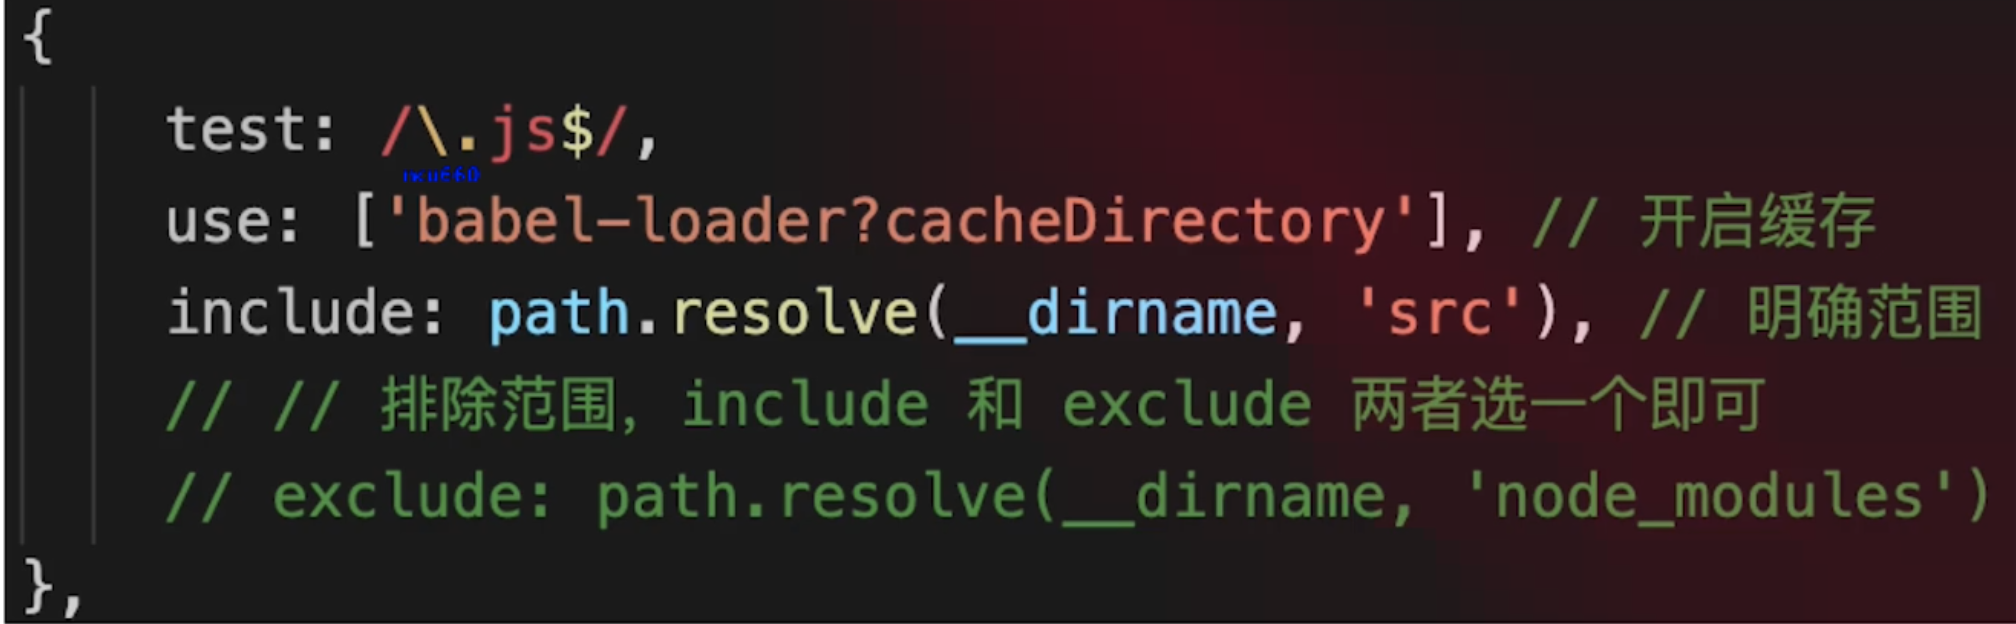 {
test: /\.js$/,
use: ['babel-loader?cacheDirectory'], // 开启缓存
include: path.resolve(__dirname, 'src'), // 明确范围
// // 排除范围，include 和 exclude 两者选一个即可
// exclude: path.resolve(__dirname, 'node_modules')
},